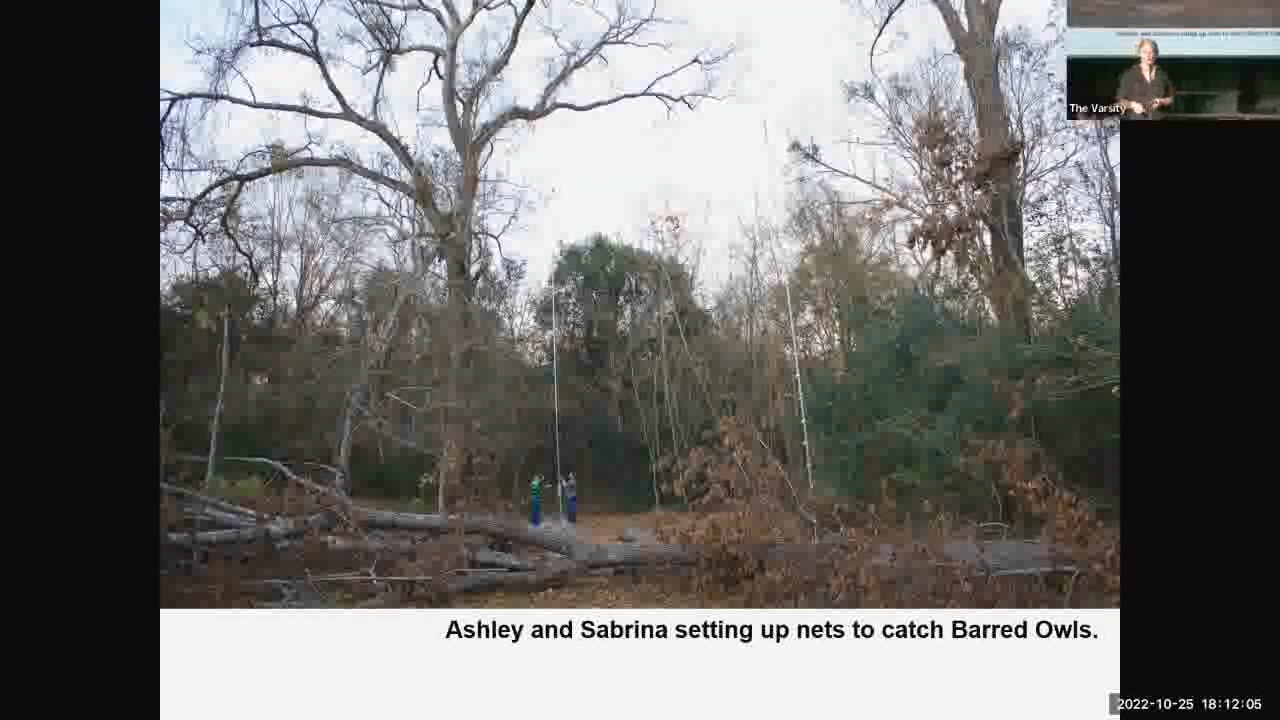 The Varsity
Ashley and Sabrina setting up nets to catch Barred Owls.
2022-10-25 18:12:05